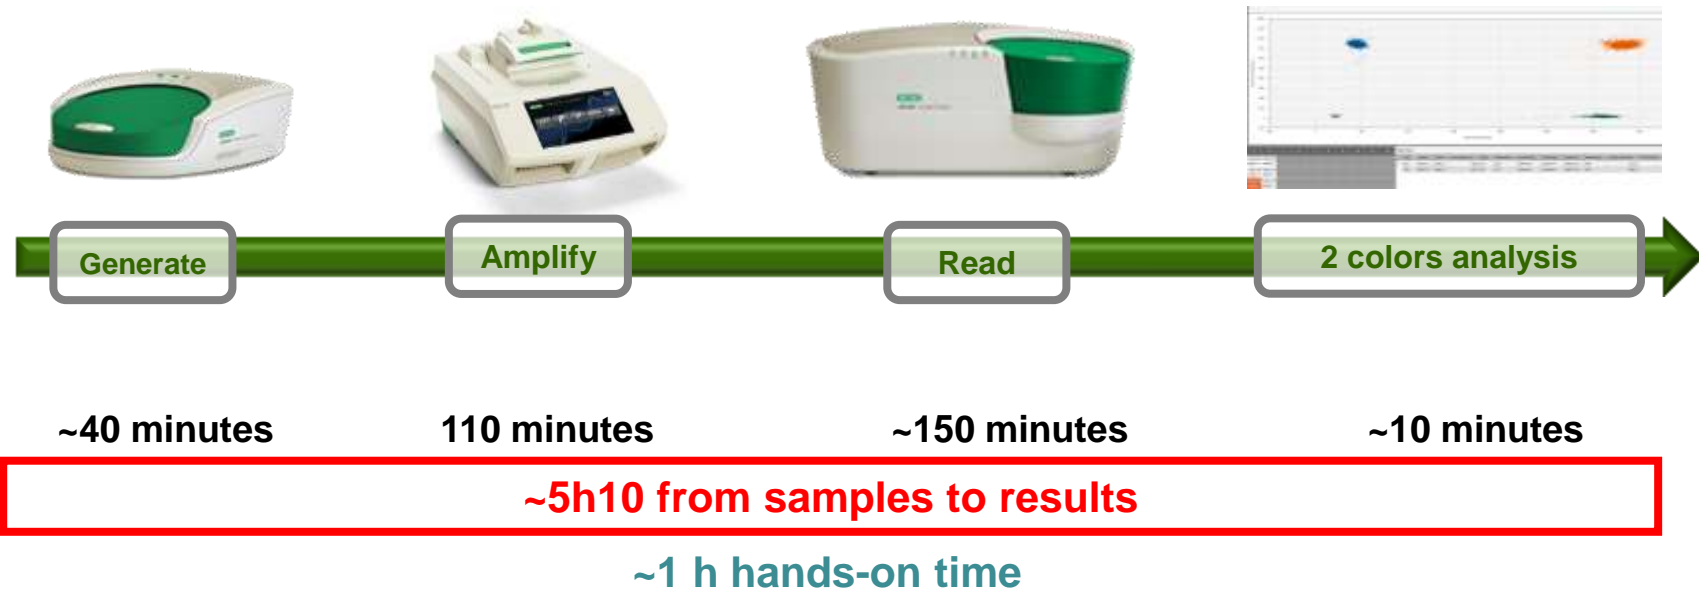 Generate
Amplify
Read
2 colors analysis
~40 minutes
110 minutes
~150 minutes
~10 minutes
~5h10 from samples to results
~1 h hands-on time